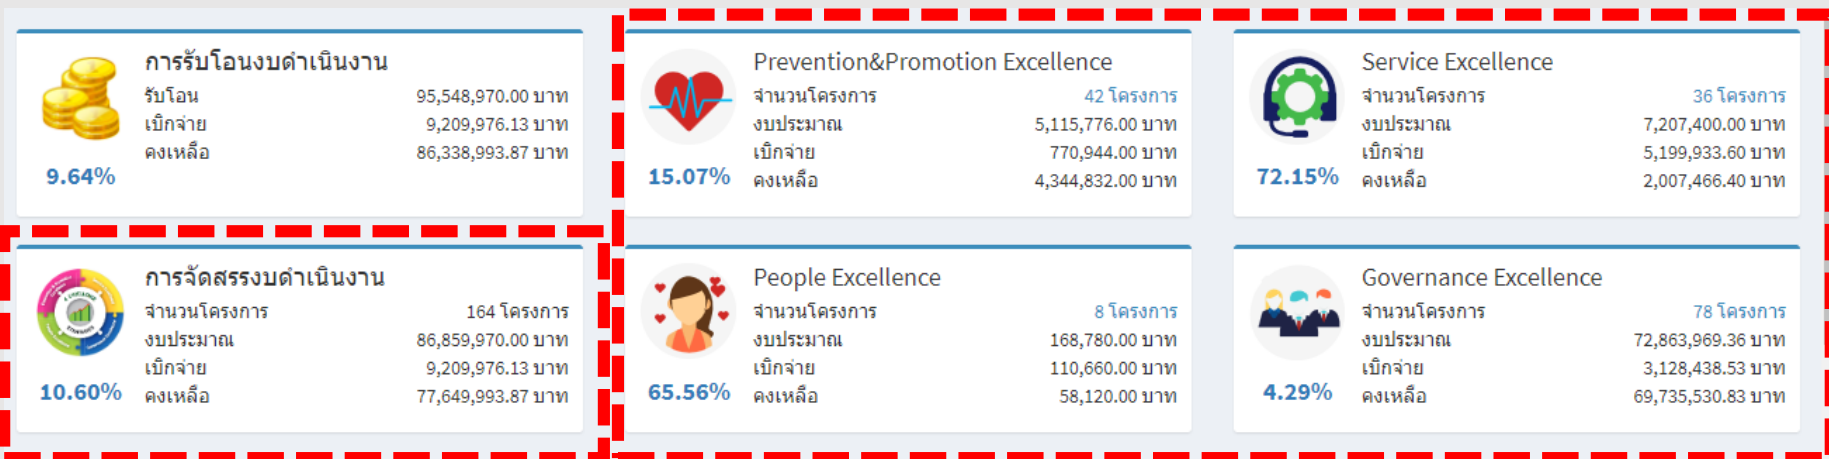 การรับโอนงบดำเนินงาน
รับโอน 95,548,970.00 บาท
เบิกจ่าย 9,209,976.13 บาท
คงเหลือ 86,338,993.87 บาท
9.64%
Prevention&Promotion Excellence
จำนวนโครงการ 42 โครงการ
งบประมาณ 5,115,776.00 บาท
เบิกจ่าย 770,944.00 บาท
คงเหลือ 4,344,832.00 บาท
15.07%
Service Excellence
จำนวนโครงการ 36 โครงการ
งบประมาณ 7,207,400.00 บาท
เบิกจ่าย 5,199,933.60 บาท
คงเหลือ 2,007,466.40 บาท
72.15%
การจัดสรรงบดำเนินงาน
จำนวนโครงการ 164 โครงการ
งบประมาณ 86,859,970.00 บาท
เบิกจ่าย 9,209,976.13 บาท
คงเหลือ 77,649,993.87 บาท
10.60%
People Excellence
จำนวนโครงการ 8 โครงการ
งบประมาณ 168,780.00 บาท
เบิกจ่าย 110,660.00 บาท
คงเหลือ 58,120.00 บาท
65.56%
Governance Excellence
จำนวนโครงการ 78 โครงการ
งบประมาณ 72,863,969.36 บาท
เบิกจ่าย 3,128,438.53 บาท
คงเหลือ 69,735,530.83 บาท
4.29%